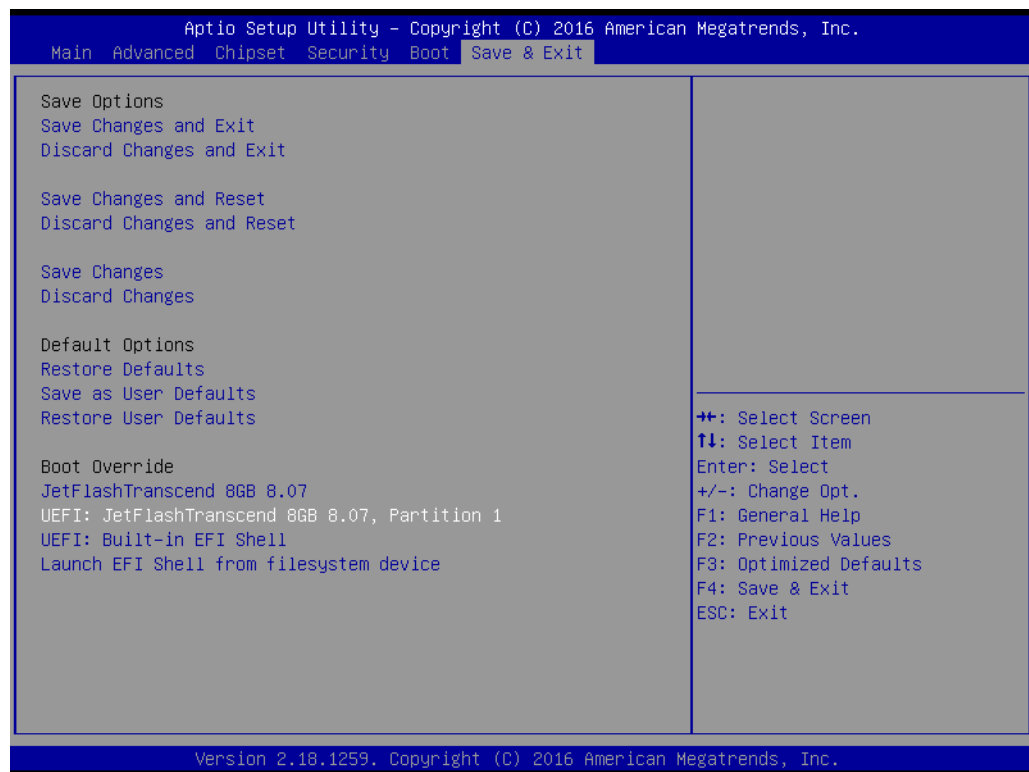 Aptio Setup Utility – Copyright (C) 2016 American Megatrends, Inc.
Main Advanced Chipset Security Boot Save & Exit
Save Options
Save Changes and Exit
Discard Changes and Exit
Save Changes and Reset
Discard Changes and Reset
Save Changes
Discard Changes
Default Options
Restore Defaults
Save as User Defaults
Restore User Defaults
Boot Override
JetFlashTranscend 8GB 8.07
UEFI: JetFlashTranscend 8GB 8.07, Partition 1
UEFI: Built-in EFI Shell
Launch EFI Shell from filesystem device
→←: Select Screen
↑↓: Select Item
Enter: Select
+/-: Change Opt.
F1: General Help
F2: Previous Values
F3: Optimized Defaults
F4: Save & Exit
ESC: Exit
Version 2.18.1259. Copyright (C) 2016 American Megatrends, Inc.